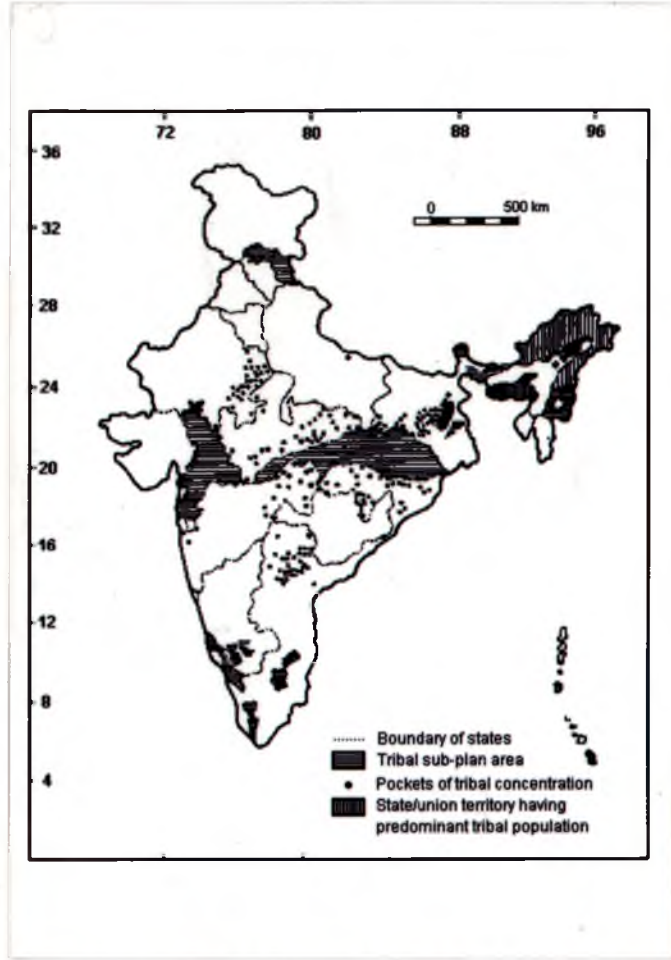 72 80 88 96
36
0 500 km
32
28
24
20
16
12
8
4
Boundary of states
Tribal sub-plan area
Pockets of tribal concentration
State/union territory having
predominant tribal population